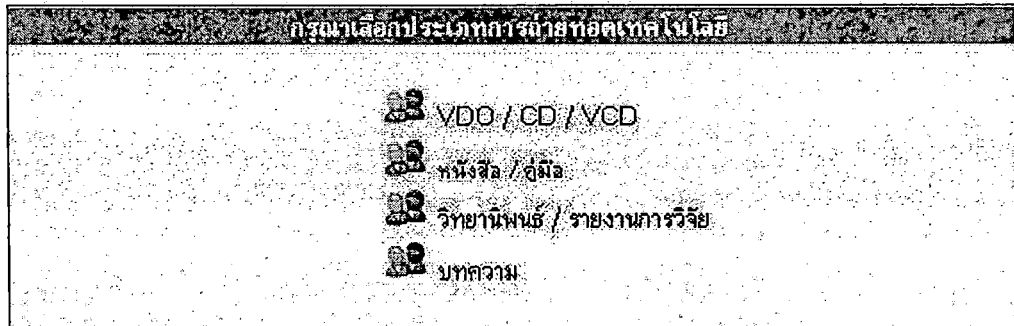 กรุณาเลือกประเภทการถ่ายทอดเทคโนโลยี
VDO / CD / VCD
หนังสือ / คู่มือ
วิทยานิพนธ์ / รายงานการวิจัย
บทความ